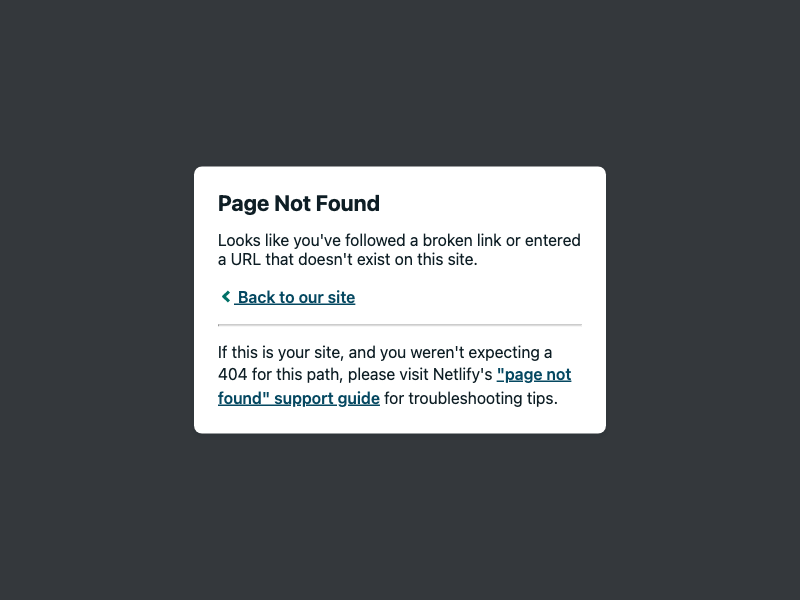 Page Not Found
Looks like you've followed a broken link or entered
a URL that doesn't exist on this site.
Back to our site
If this is your site, and you weren't expecting a
404 for this path, please visit Netlify's "page not
found" support guide for troubleshooting tips.